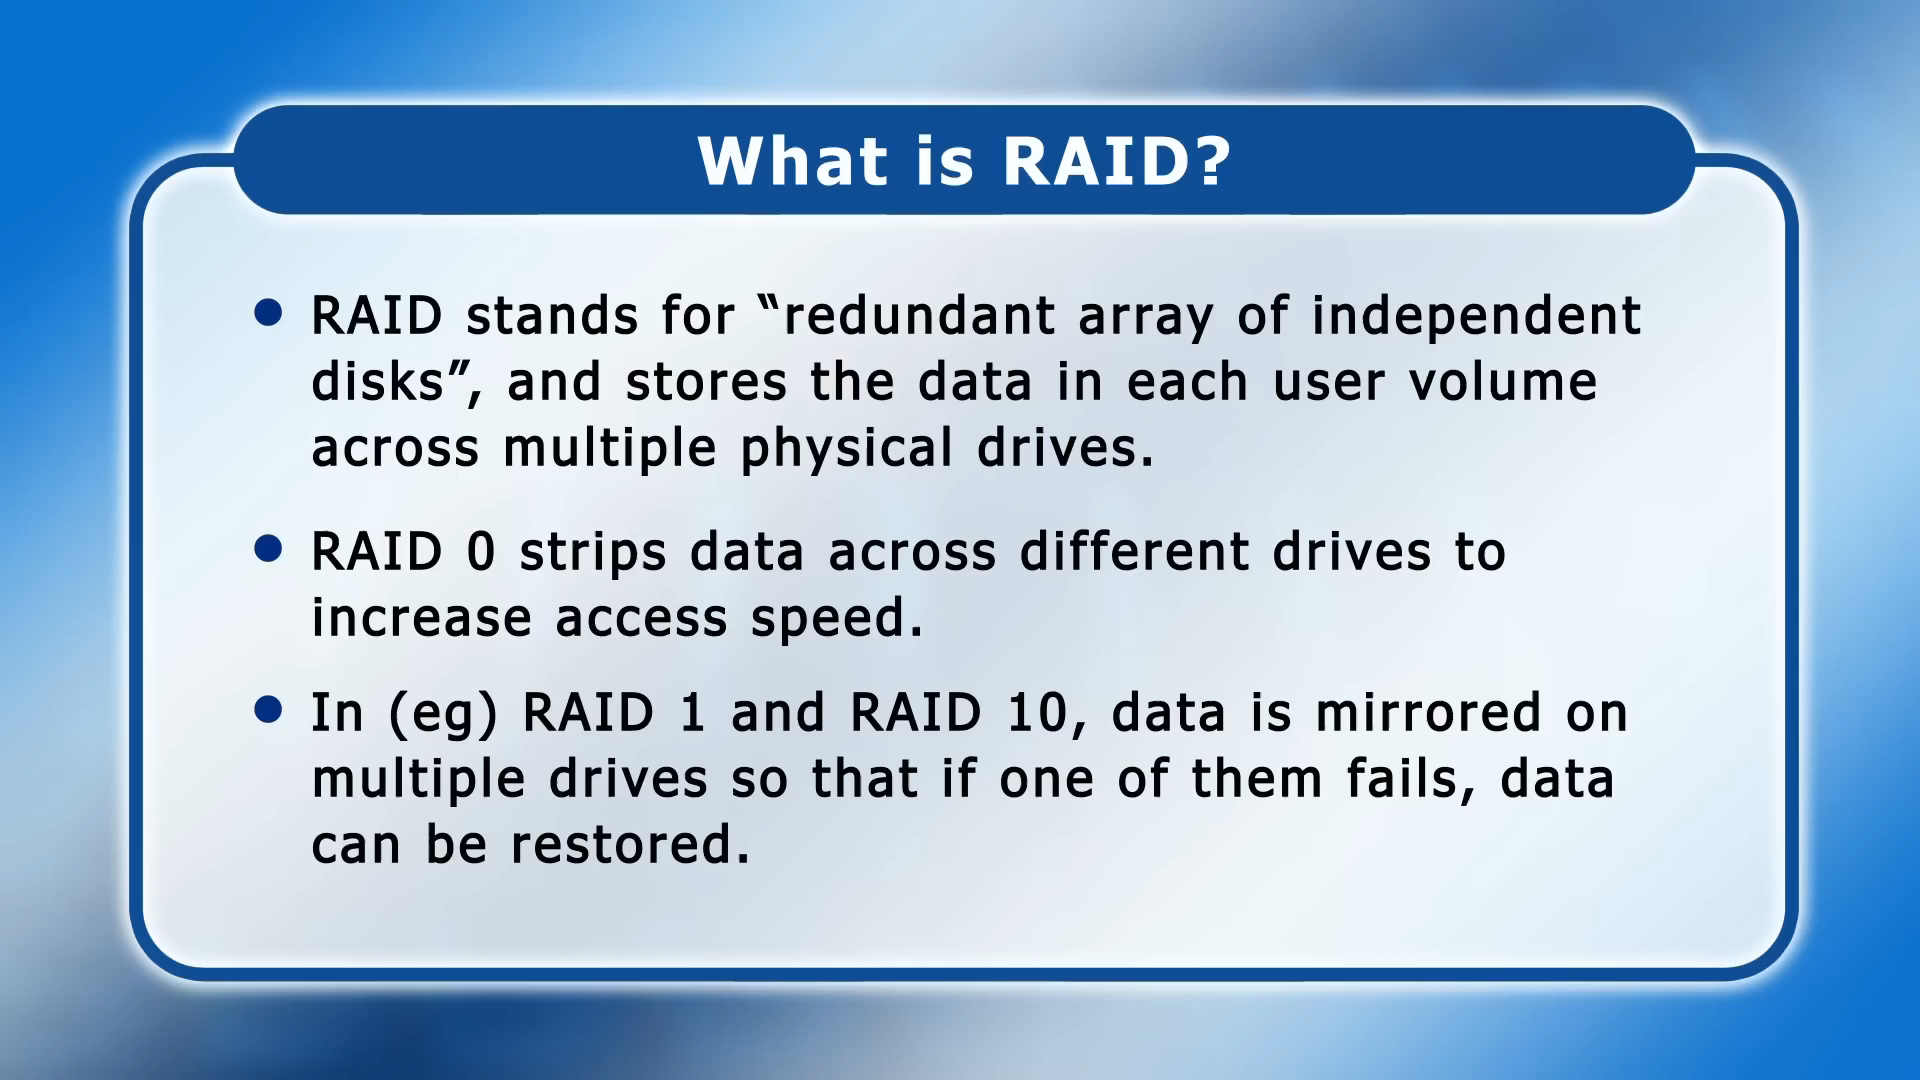 What is RAID?
• RAID stands for “redundant array of independent
disks”, and stores the data in each user volume
across multiple physical drives.
• RAID 0 strips data across different drives to
increase access speed.
• In (eg) RAID 1 and RAID 10, data is mirrored on
multiple drives so that if one of them fails, data
can be restored.